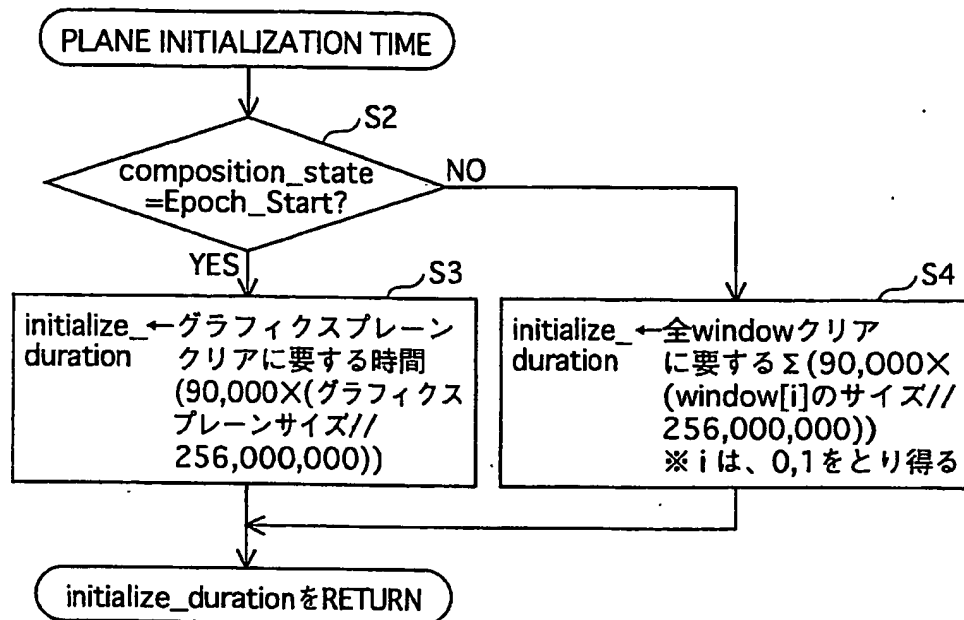 PLANE INITIALIZATION TIME
S2
composition_state
=Epoch_Start?
NO
YES
S3
initialize_←グラフィクスプレーン
duration クリアに要する時間
(90,000×(グラフィクス
プレーンサイズ//
256,000,000))
S4
initialize_←全windowクリア
duration に要するΣ(90,000×
(window[i]のサイズ//
256,000,000))
※iは、0,1をとり得る
initialize_durationをRETURN